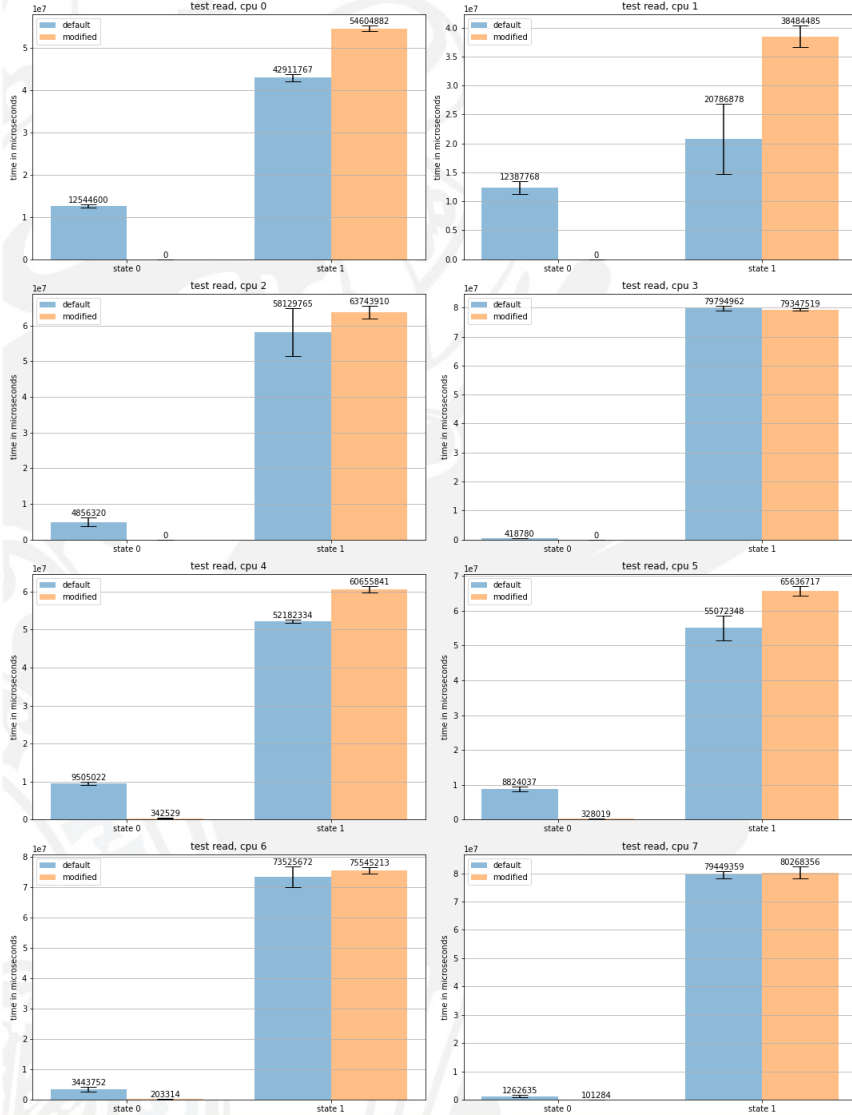 test read, cpu 0
1e7
default
modified
time in microseconds
5
4
3
2
1
0
12544600
0
42911767
54604882
state 0
state 1
test read, cpu 1
1e7
default
modified
time in microseconds
4.0
3.5
3.0
2.5
2.0
1.5
1.0
0.5
0.0
12387768
0
20786878
38484485
state 0
state 1
test read, cpu 2
1e7
default
modified
time in microseconds
6
5
4
3
2
1
0
4856320
0
58129765
63743910
state 0
state 1
test read, cpu 3
1e7
default
modified
time in microseconds
8
7
6
5
4
3
2
1
0
418780
0
79794962
79347519
state 0
state 1
test read, cpu 4
1e7
default
modified
time in microseconds
6
5
4
3
2
1
0
9505022
342529
52182334
60655841
state 0
state 1
test read, cpu 5
1e7
default
modified
time in microseconds
7
6
5
4
3
2
1
0
8824037
328019
55072348
65636717
state 0
state 1
test read, cpu 6
1e7
default
modified
time in microseconds
8
7
6
5
4
3
2
1
0
3443752
203314
73525672
75545213
state 0
state 1
test read, cpu 7
1e7
default
modified
time in microseconds
8
7
6
5
4
3
2
1
0
1262635
101284
79449359
80268356
state 0
state 1